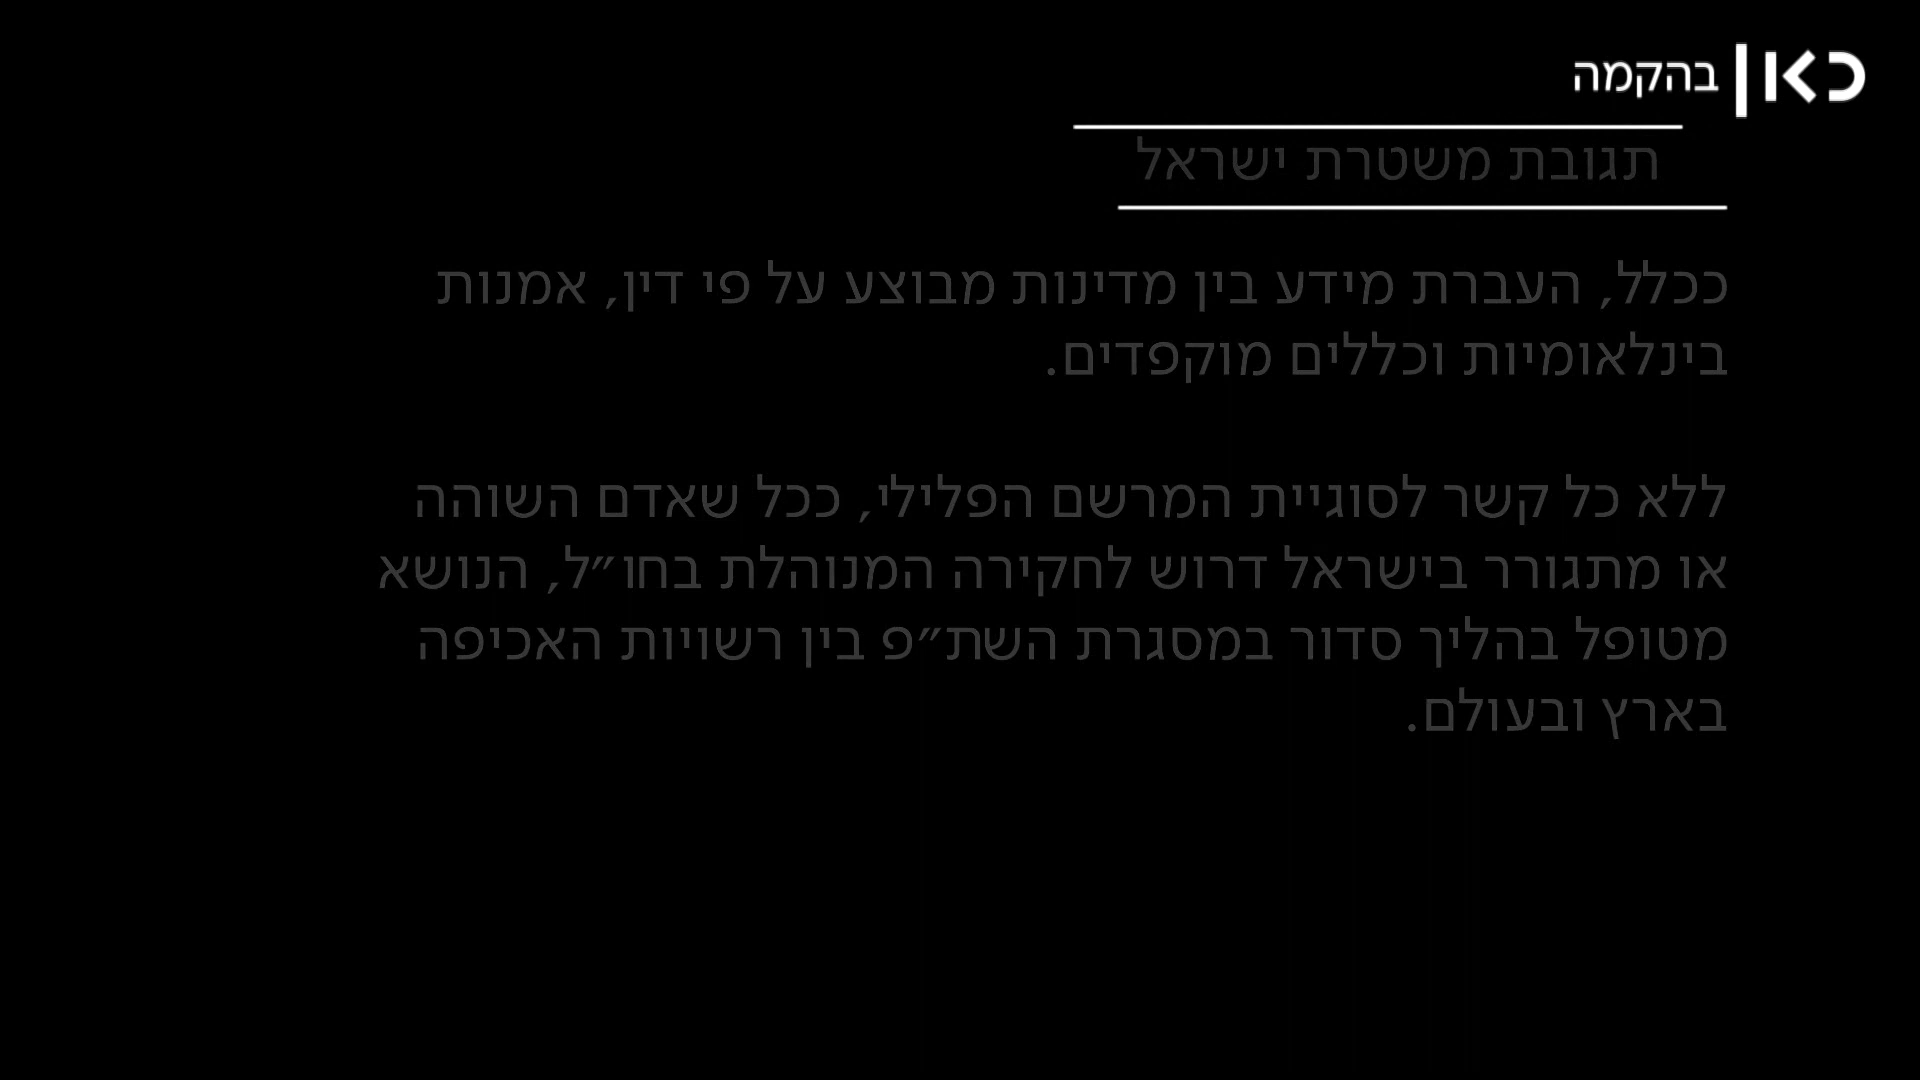 כאן | בהקמה
תגובת משטרת ישראל
ככלל, העברת מידע בין מדינות מבוצע על פי דין, אמנות
בינלאומיות וכללים מוקפדים.
ללא כל קשר לסוגיית המרשם הפלילי, ככל שאדם השוהה
או מתגורר בישראל דרוש לחקירה המנוהלת בחו״ל, הנושא
מטופל בהליך סדור במסגרת השת״פ בין רשויות האכיפה
בארץ ובעולם.